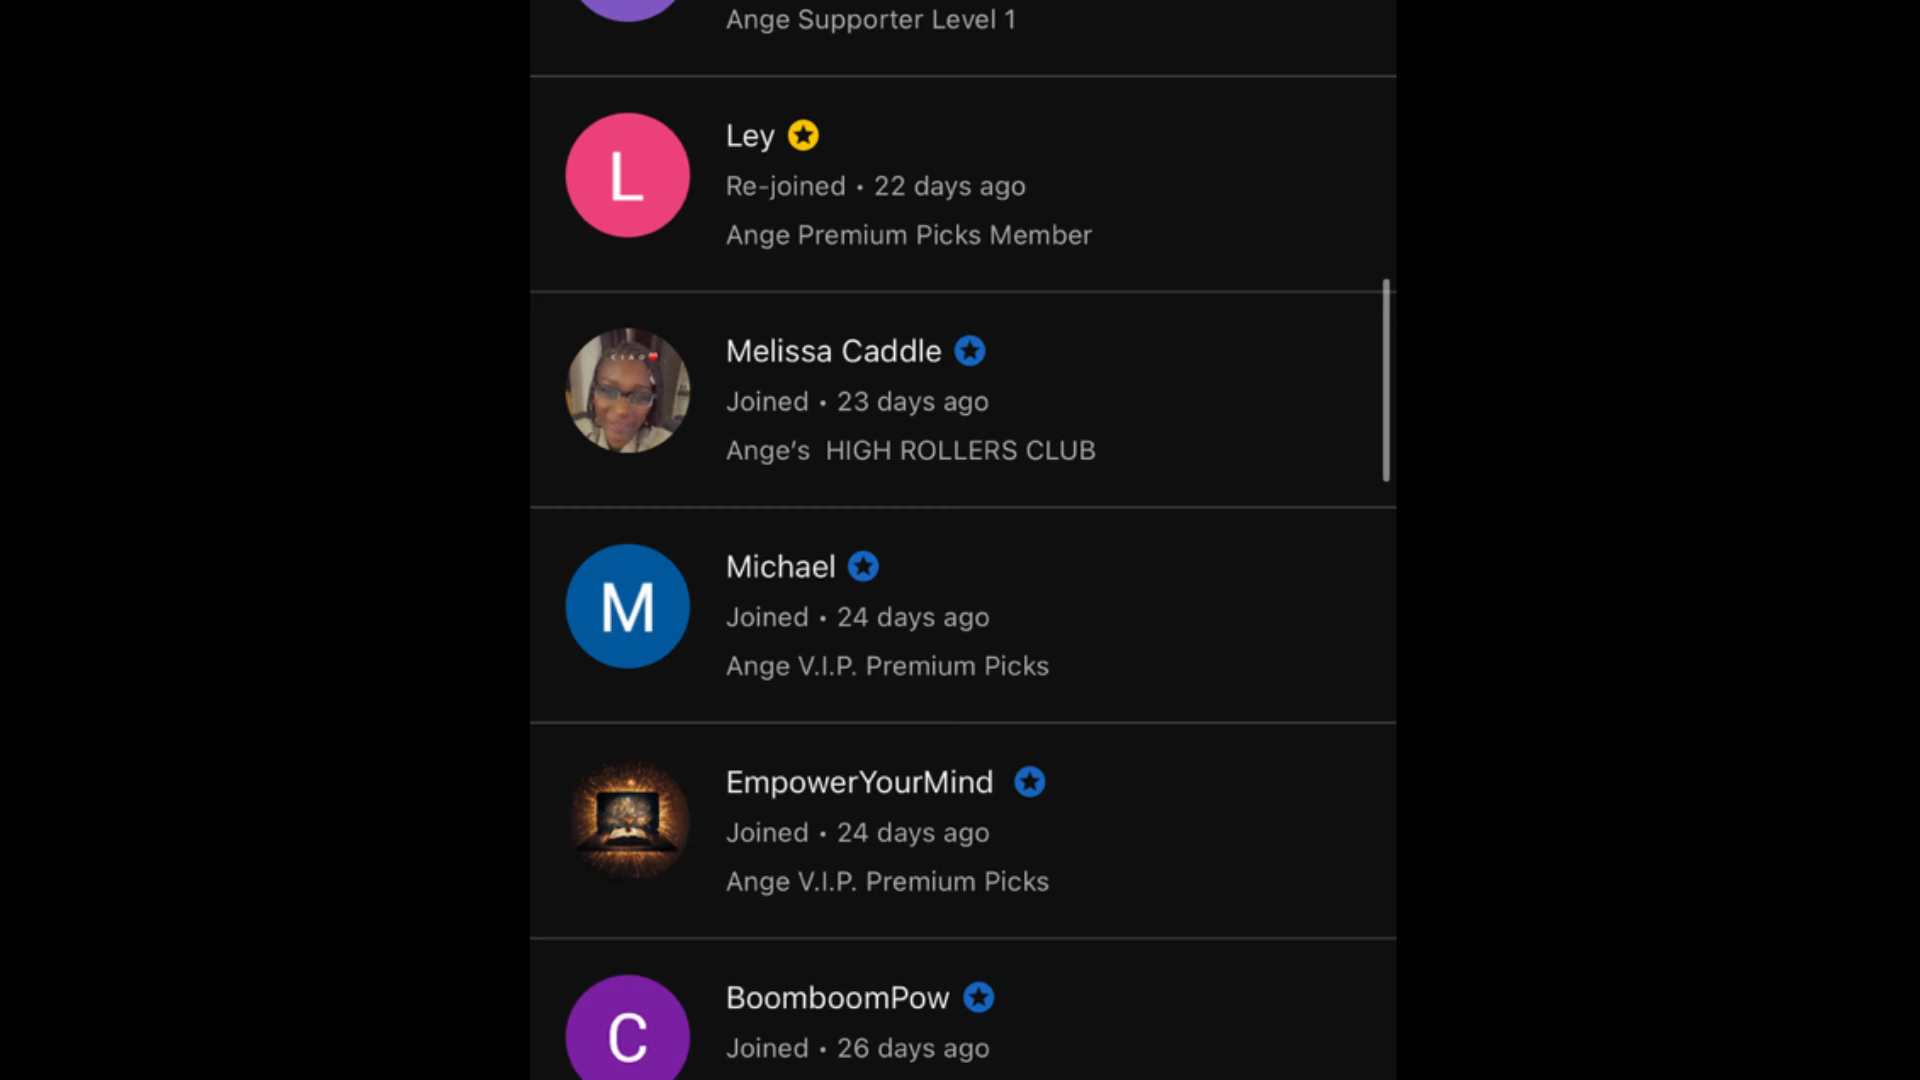 Ange Supporter Level 1
L
Ley
Re-joined • 22 days ago
Ange Premium Picks Member
CIAO
Melissa Caddle
Joined • 23 days ago
Ange’s  HIGH ROLLERS CLUB
M
Michael
Joined • 24 days ago
Ange V.I.P. Premium Picks
EmpowerYourMind
Joined • 24 days ago
Ange V.I.P. Premium Picks
C
BoomboomPow
Joined • 26 days ago